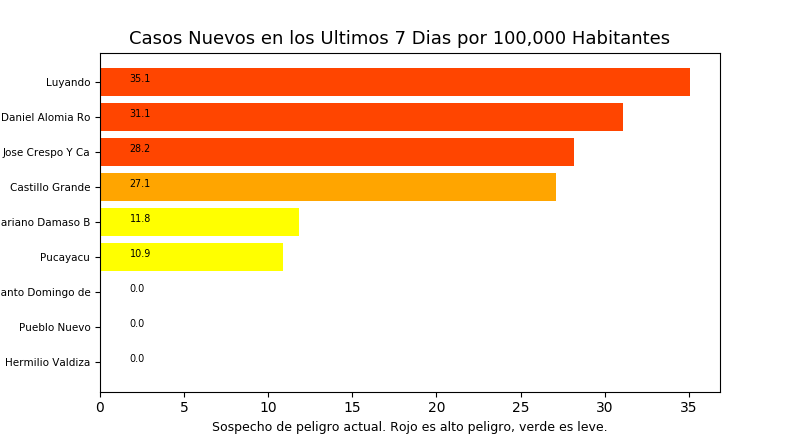 Casos Nuevos en los Ultimos 7 Dias por 100,000 Habitantes
Luyando 35.1
Daniel Alomia Ro 31.1
Jose Crespo Y Ca 28.2
Castillo Grande 27.1
ariano Damaso B 11.8
Pucayacu 10.9
anto Domingo de 0.0
Pueblo Nuevo 0.0
Hermilio Valdiza 0.0
0 5 10 15 20 25 30 35
Sospecho de peligro actual. Rojo es alto peligro, verde es leve.